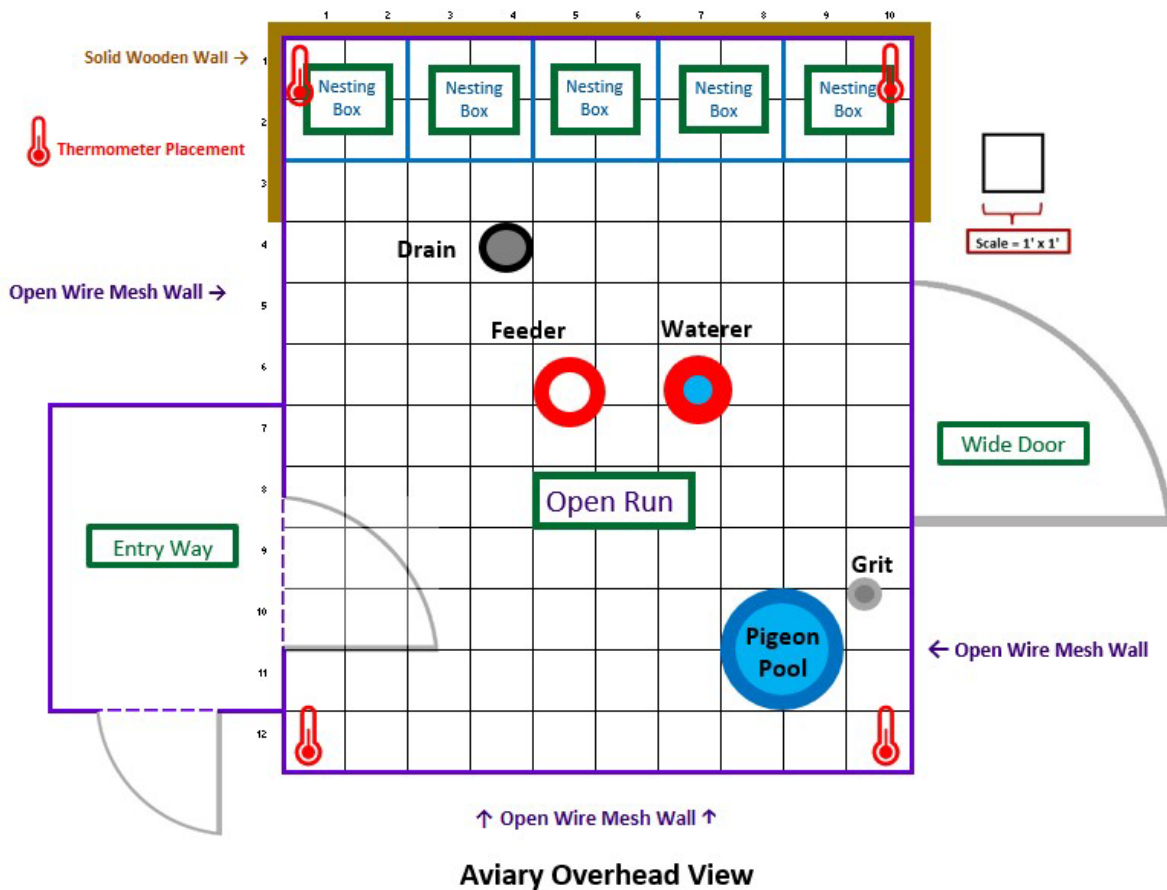 1 2 3 4 5 6 7 8 9 10
Solid Wooden Wall →
1
2
3
4
5
6
7
8
9
10
11
12
Nesting
Box
Nesting
Box
Nesting
Box
Nesting
Box
Nesting
Box
Thermometer Placement
Scale = 1' x 1'
Drain
Open Wire Mesh Wall →
Feeder
Waterer
Wide Door
Open Run
Entry Way
Grit
Pigeon
Pool
← Open Wire Mesh Wall
↑ Open Wire Mesh Wall ↑
Aviary Overhead View